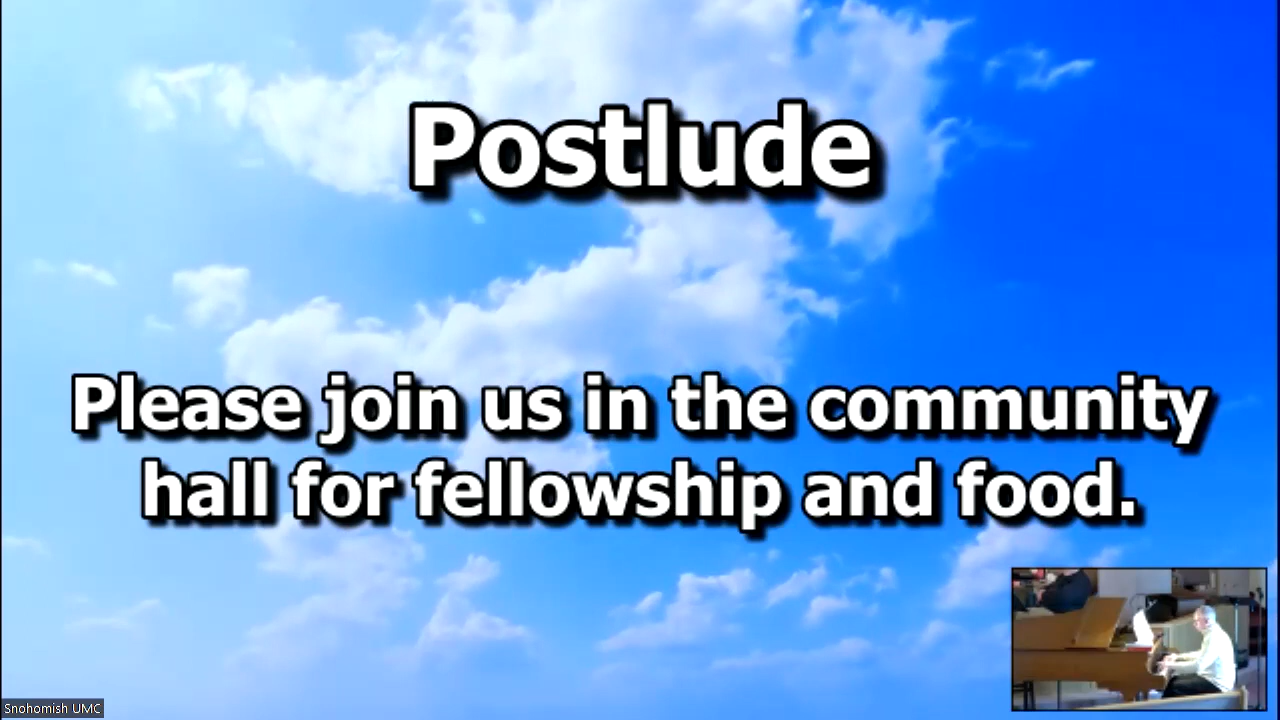 Postlude
Please join us in the community
hall for fellowship and food.
Snohomish UMC